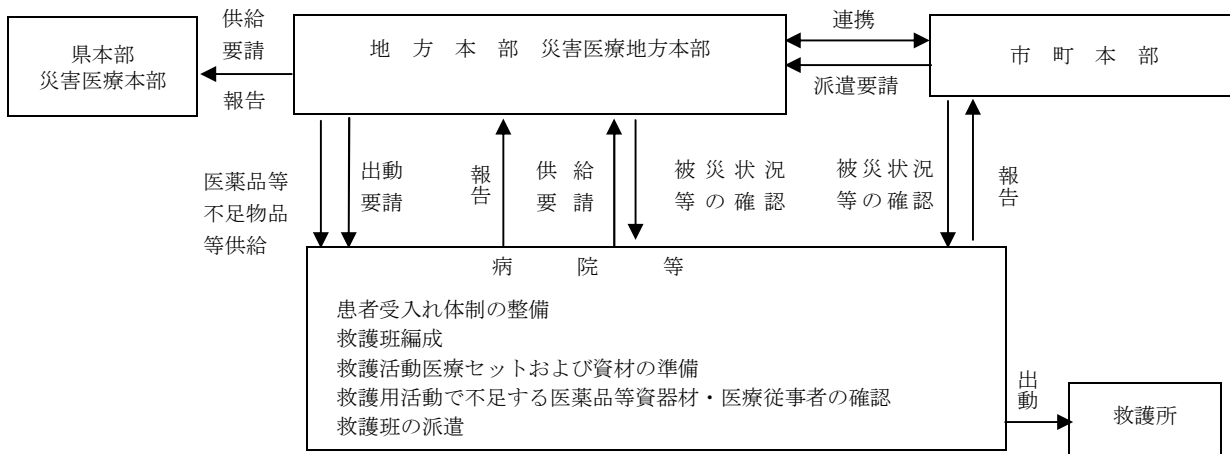 県本部
災害医療本部
供給
要請
報告
地方本部 災害医療地方本部
連携
派遣要請
市町本部
医薬品等
不足物品
等供給
出動
要請
報告
供給
要請
被災状況
等の確認
被災状況
等の確認
報告
病院等
患者受入れ体制の整備
救護班編成
救護活動医療セットおよび資材の準備
救護用活動で不足する医薬品等資器材・医療従事者の確認
救護班の派遣
出動
救護所